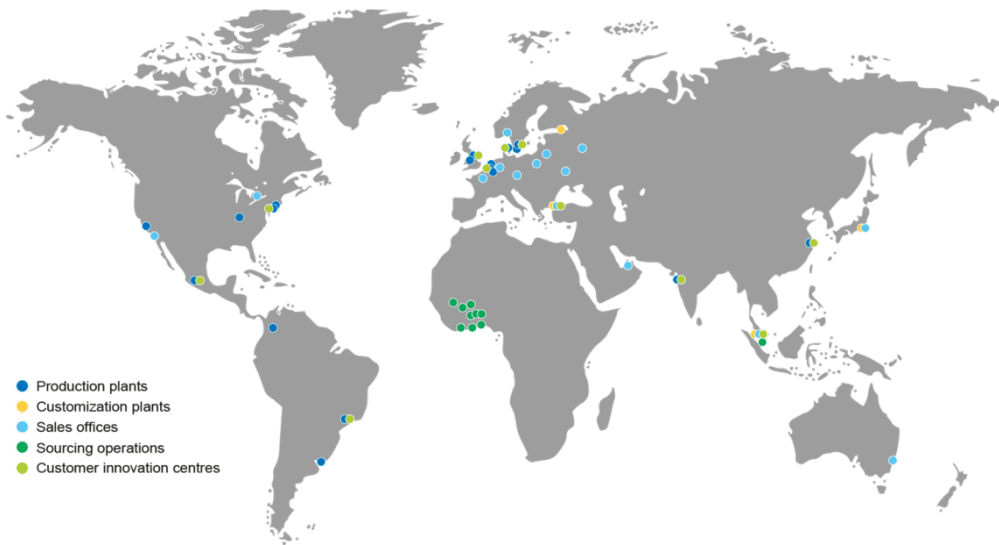 Production plants
Customization plants
Sales offices
Sourcing operations
Customer innovation centres